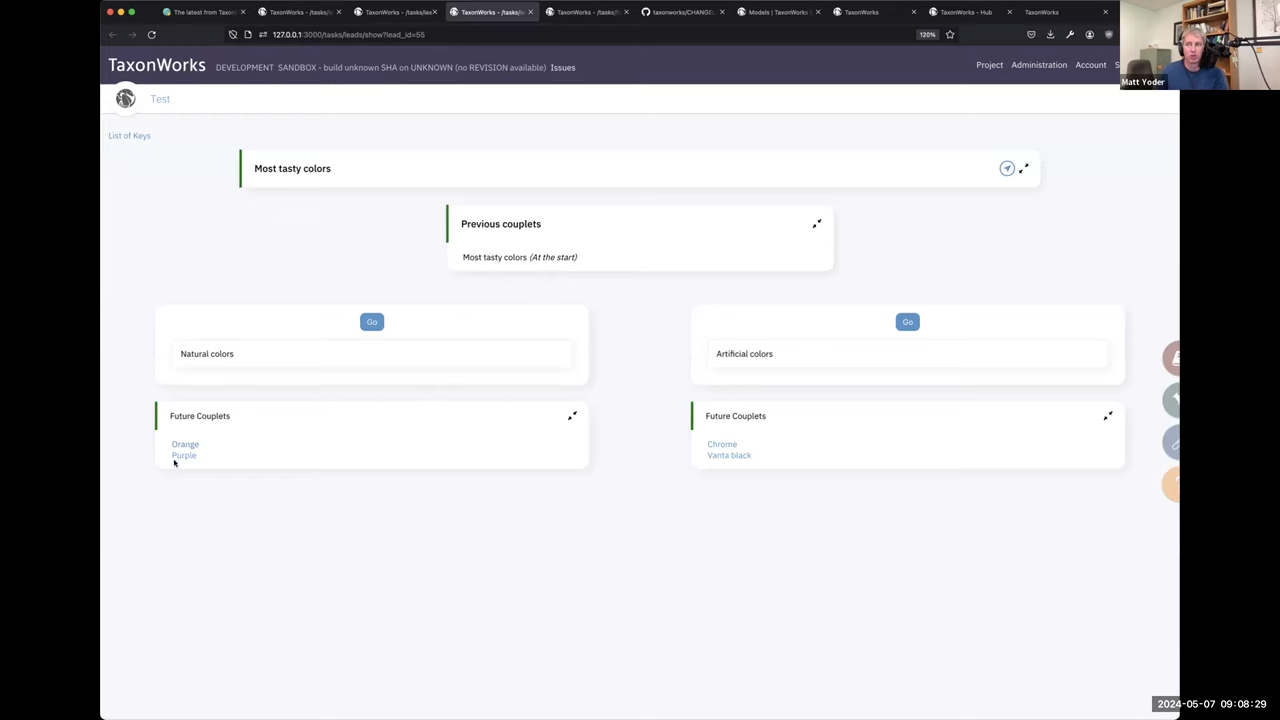 The latest from TaxonW
TaxonWorks - /tasks/l
TaxonWorks - /tasks/lea
TaxonWorks - /tasks/le
TaxonWorks - /tasks/
taxonworks/CHANGEL
Models | TaxonWorks
TaxonWorks
TaxonWorks - Hub
TaxonWorks
127.0.0.1:3000/tasks/leads/show?lead_id=55
120%
TaxonWorks DEVELOPMENT SANDBOX - build unknown SHA on UNKNOWN (no REVISION available) Issues
Project Administration Account S
Matt Yoder
Test
List of Keys
Most tasty colors
Previous couplets
Most tasty colors (At the start)
Go
Natural colors
Future Couplets
Orange
Purple
Go
Artificial colors
Future Couplets
Chrome
Vanta black
2024-05-07 09:08:29